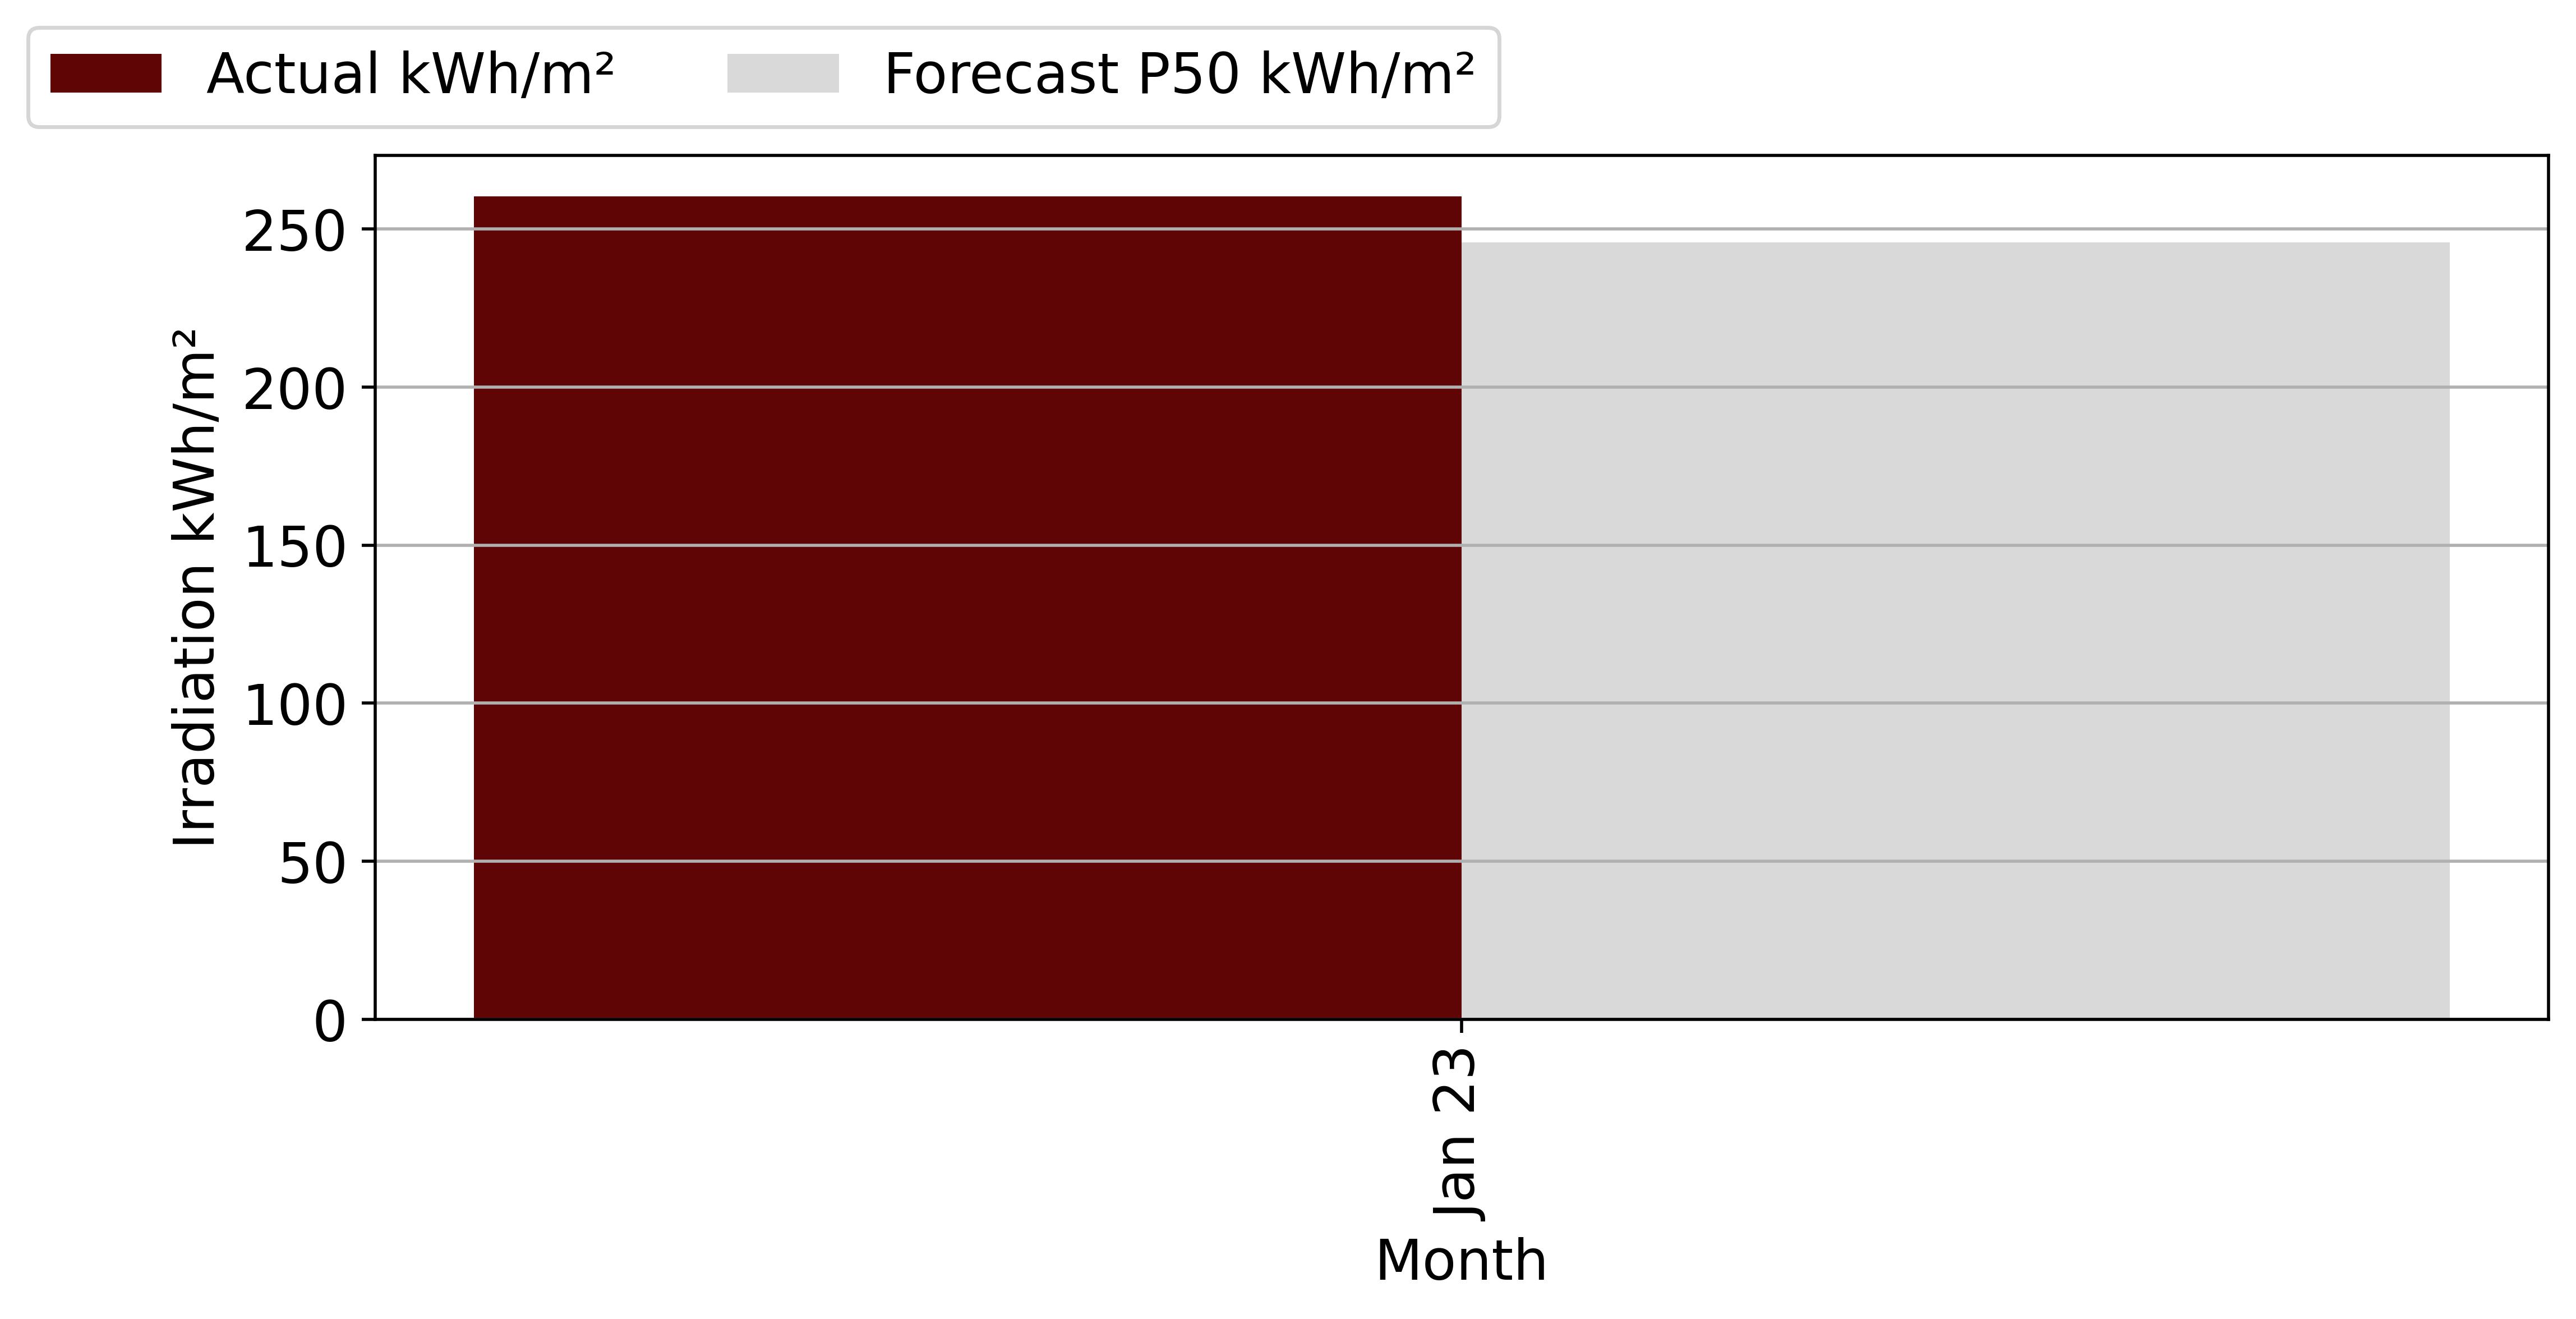 Actual kWh/m² Forecast P50 kWh/m²
Irradiation kWh/m²
250
200
150
100
50
0
Jan 23
Month